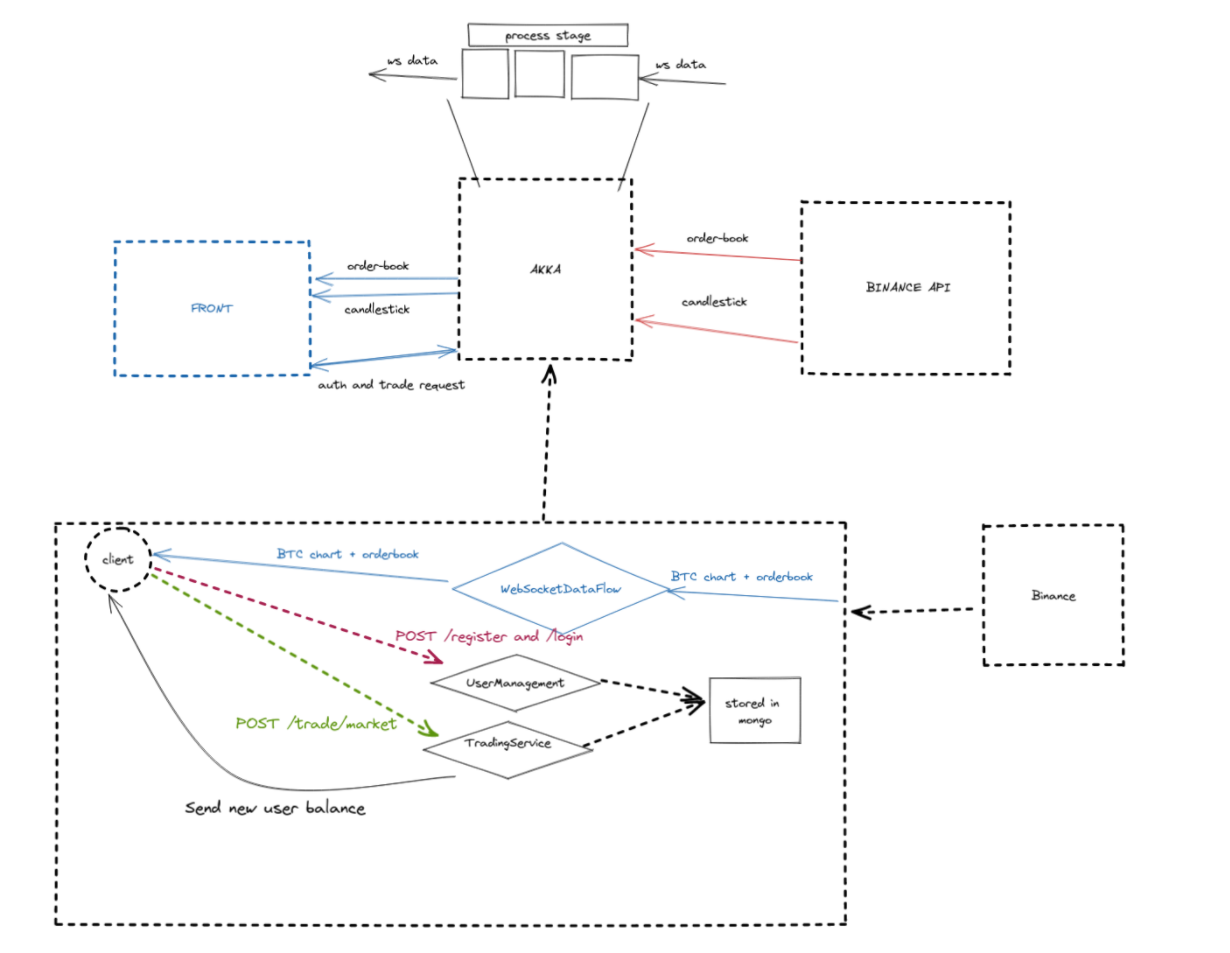 process stage
ws data
ws data
order-book
AKKA
order-book
BINANCE API
candlestick
FRONT
candlestick
auth and trade request
client
BTC chart + orderbook
WebSocketDataFlow
BTC chart + orderbook
Binance
POST /register and /login
UserManagement
stored in
mongo
POST /trade/market
TradingService
Send new user balance